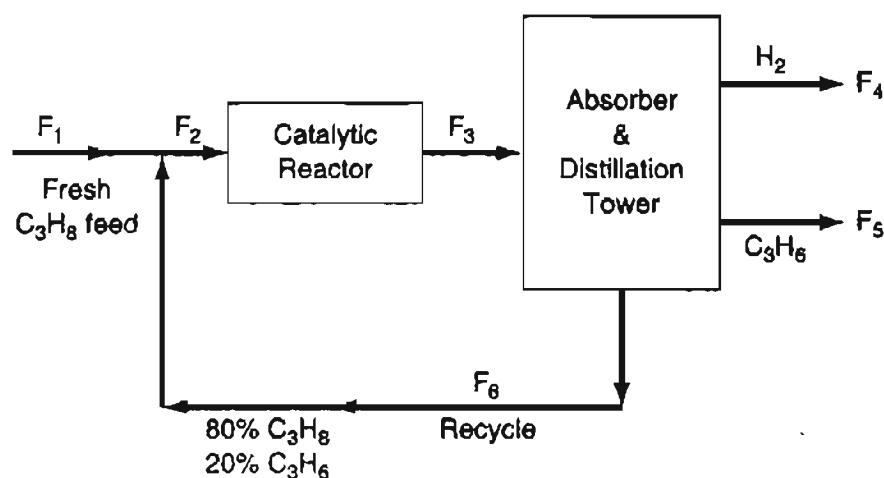 F₁
F₂
Catalytic
Reactor
F₃
Absorber
&
Distillation
Tower
H₂
F₄
Fresh
C₃H₈ feed
F₅
C₃H₆
F₆
80% C₃H₈
20% C₃H₆
Recycle